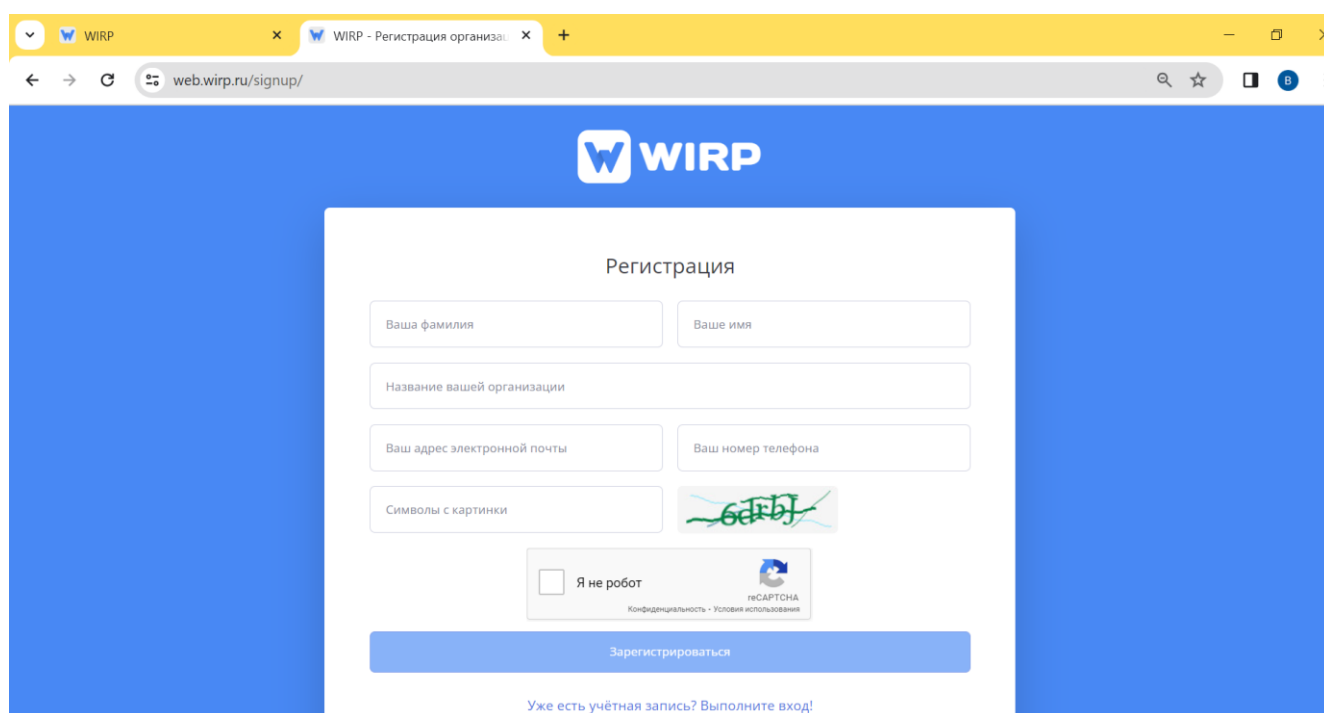 WIRP
WIRP - Регистрация организац
web.wirp.ru/signup/
B
WIRP
Регистрация
Ваша фамилия
Ваше имя
Название вашей организации
Ваш адрес электронной почты
Ваш номер телефона
Символы с картинки
Я не робот
reCAPTCHA
Конфиденциальность - Условия использования
Зарегистрироваться
Уже есть учётная запись? Выполните вход!